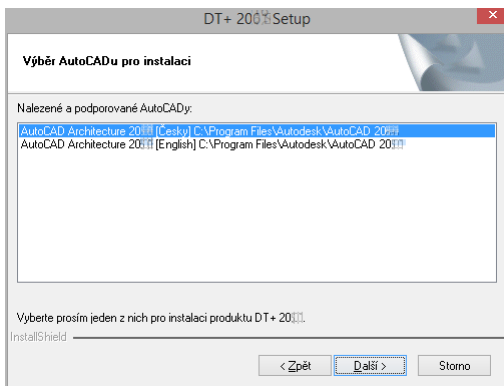 DT+ Setup
Výběr AutoCADu pro instalaci
Nalezené a podporované AutoCADy:
AutoCAD Architecture [Česky] C:\Program Files\Autodesk\AutoCAD
AutoCAD Architecture [English] C:\Program Files\Autodesk\AutoCAD
Vyberte prosím jeden z nich pro instalaci produktu DT+
InstallShield
< Zpět Další > Storno